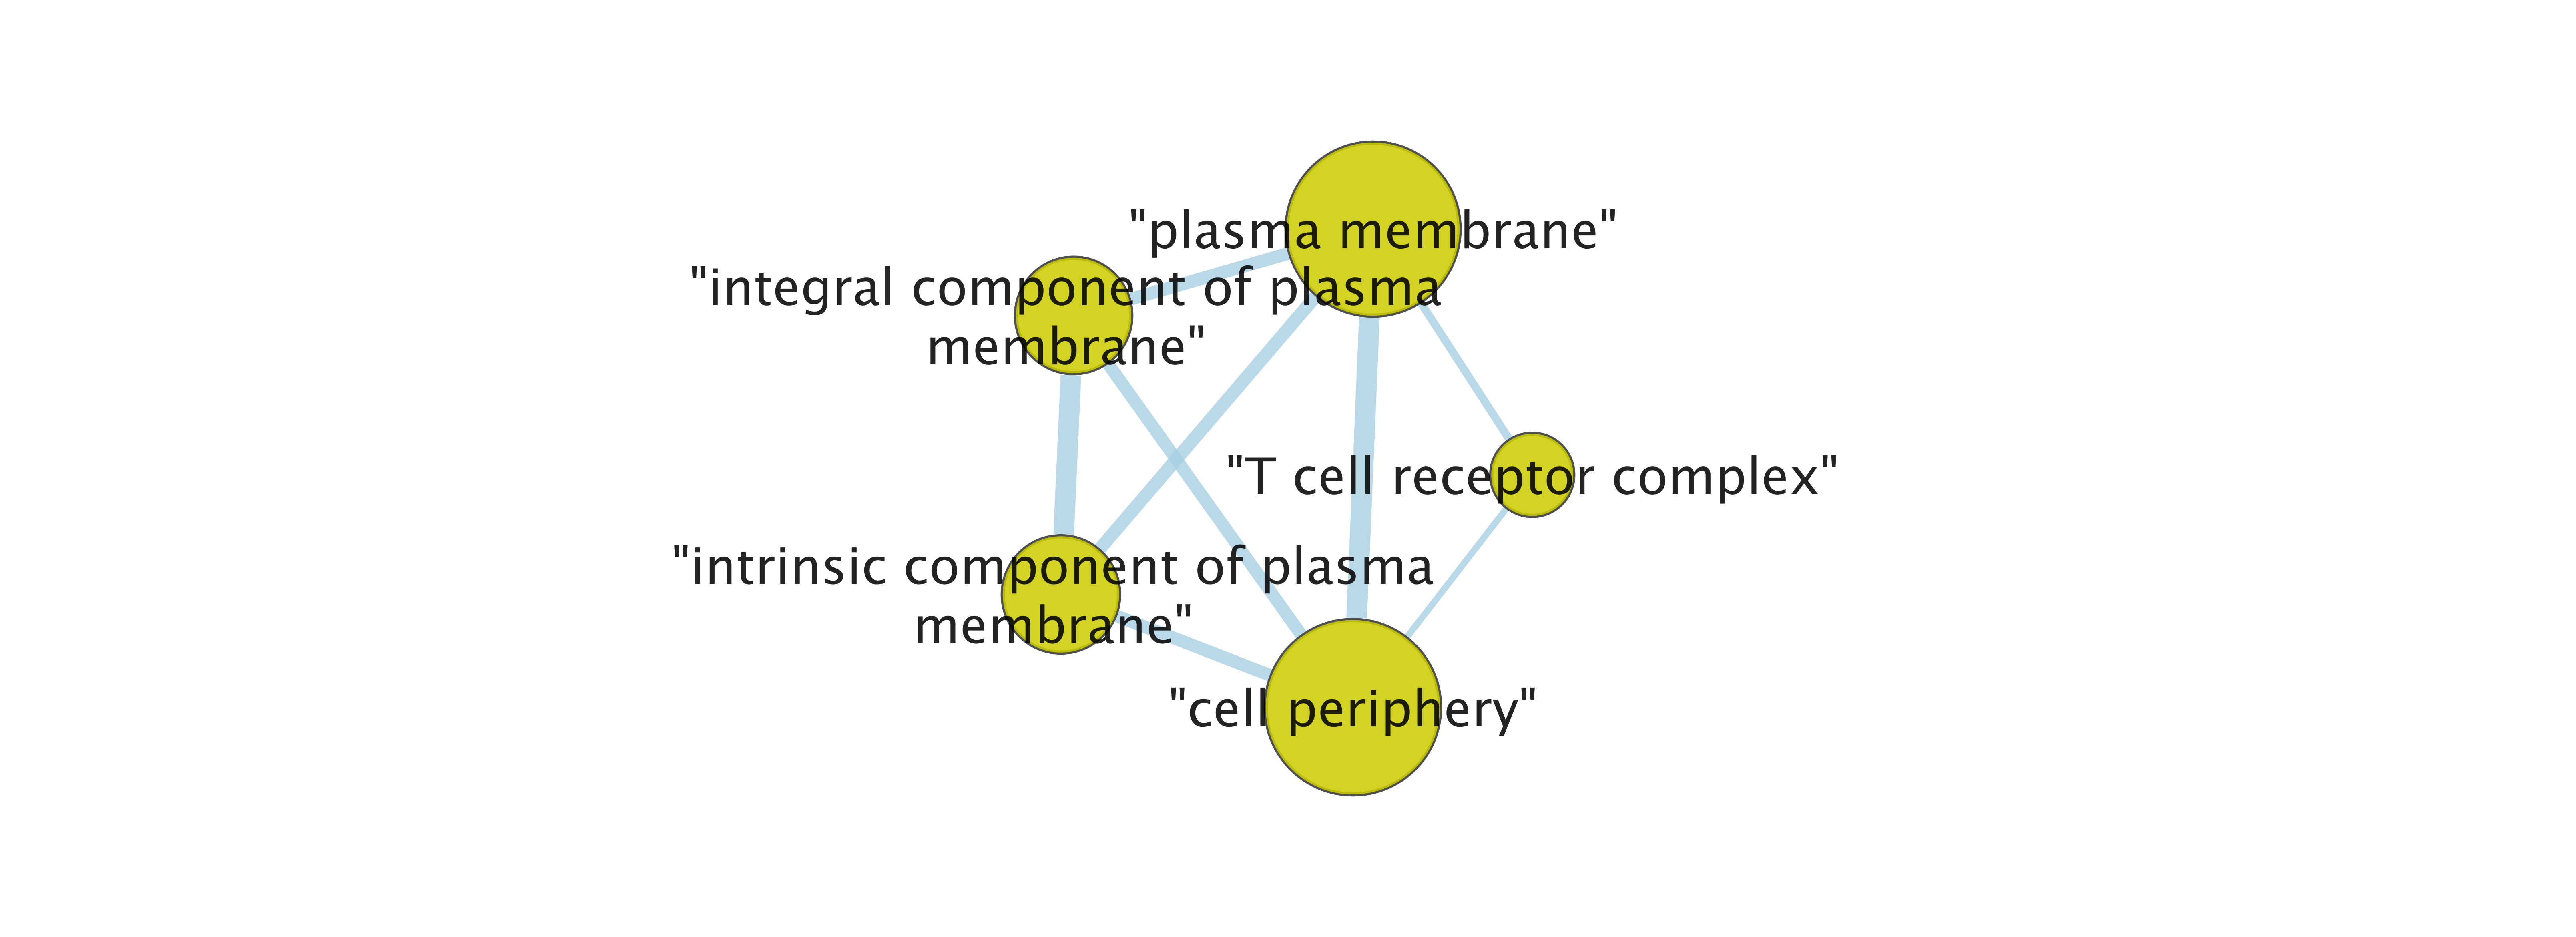 "plasma membrane"
"integral component of plasma
membrane"
"T cell receptor complex"
"intrinsic component of plasma
membrane"
"cell periphery"